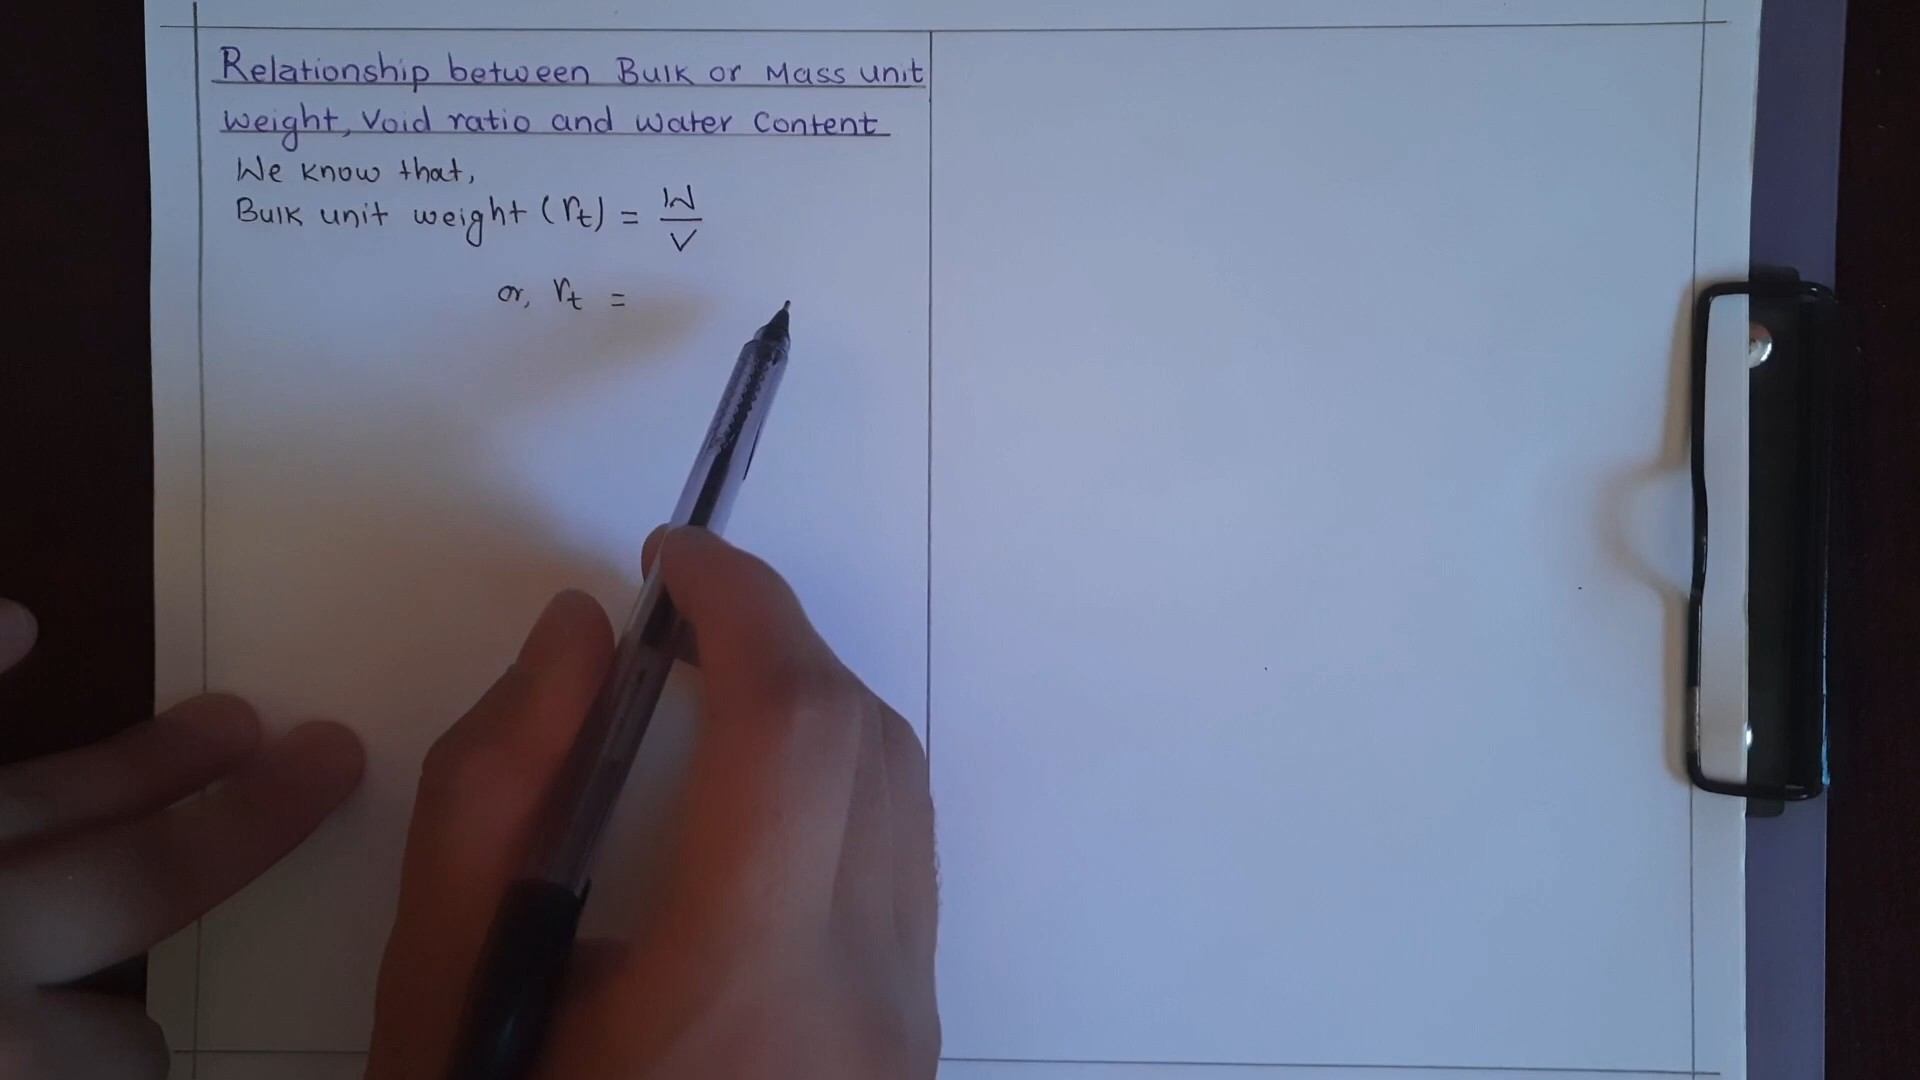 Relationship between Bulk or Mass unit
weight, Void ratio and water Content
We know that,
Bulk unit weight (γt) = W/V
or, γt =